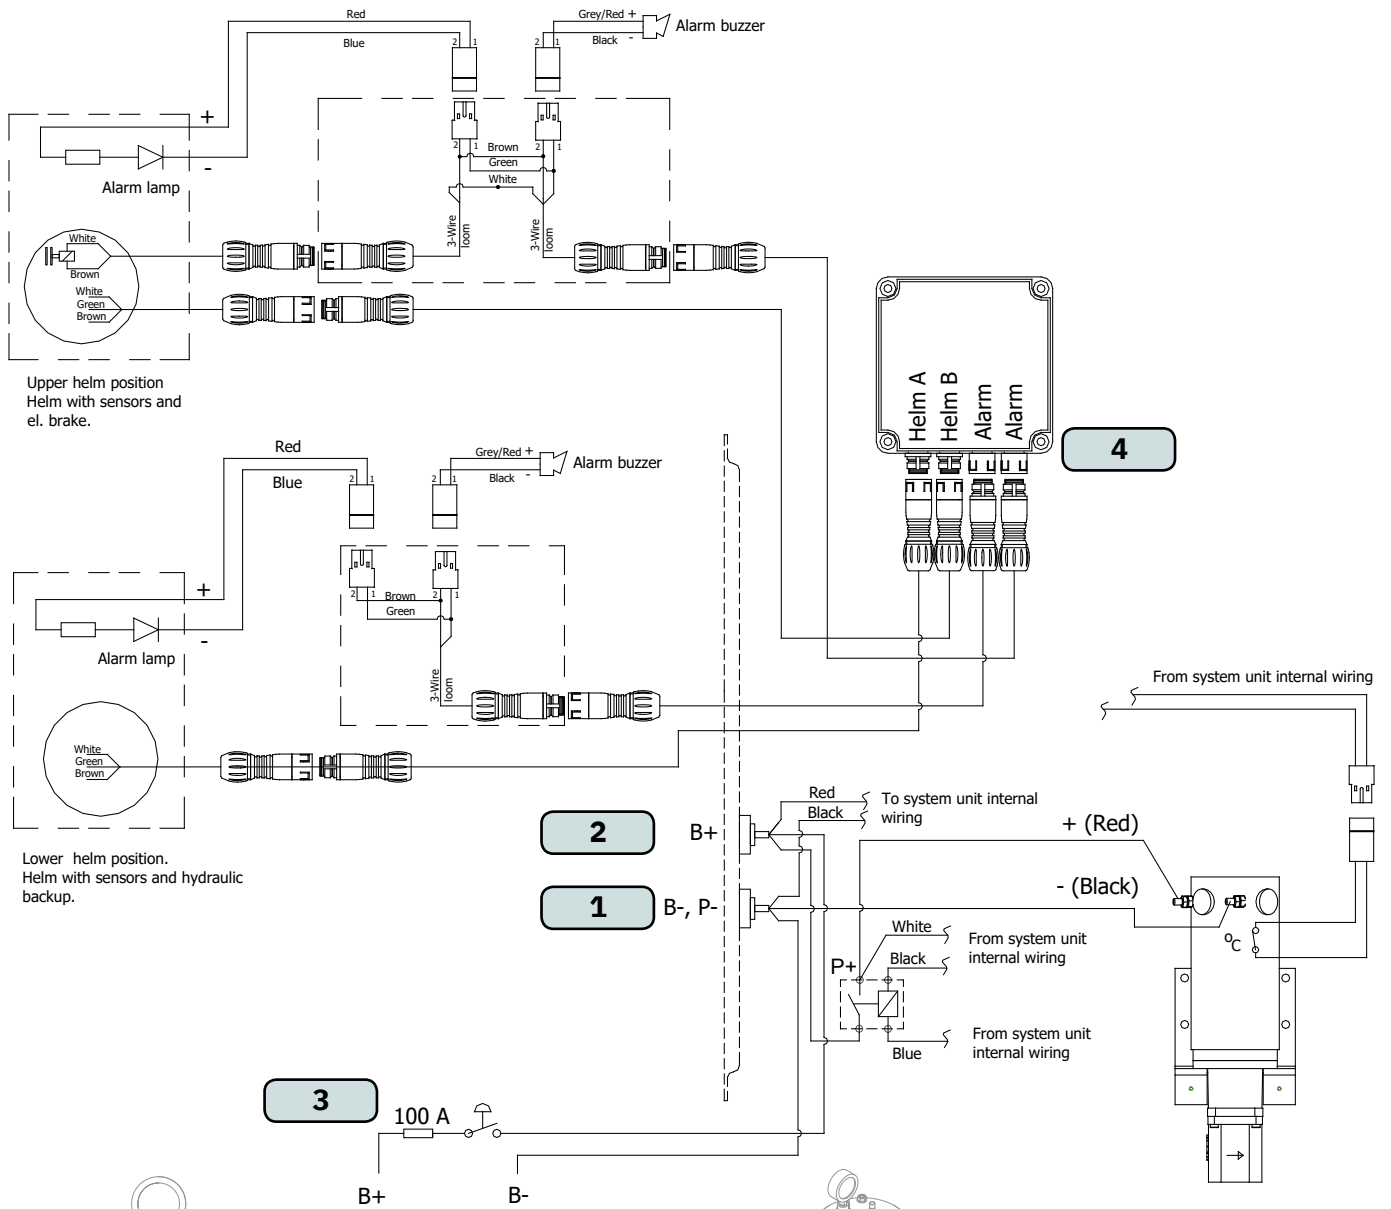 Red
Blue
Grey/Red +
Black -
Alarm buzzer
2 1
2 1
+
-
Alarm lamp
2 1
2 1
Brown
Green
White
3-Wire
loom
3-Wire
loom
White
Brown
White
Green
Brown
Upper helm position
Helm with sensors and
el. brake.
Helm A
Helm B
Alarm
Alarm
4
Red
Blue
Grey/Red +
Black -
Alarm buzzer
2 1
2 1
+
-
Alarm lamp
2 1
2 1
Brown
Green
3-Wire
loom
White
Green
Brown
Lower helm position.
Helm with sensors and hydraulic
backup.
From system unit internal wiring
2
B+
Red
Black
To system unit internal
wiring
+ (Red)
1
B-, P-
- (Black)
°C
White
From system unit
internal wiring
Black
P+
Blue
From system unit
internal wiring
3
100 A
B+
B-